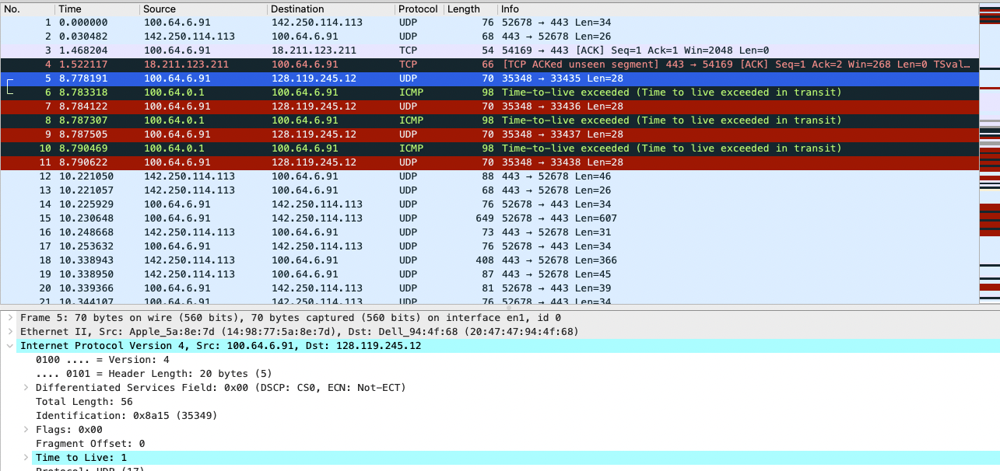 No. Time Source Destination Protocol Length Info
1 0.000000 100.64.6.91 142.250.114.113 UDP 76 52678 → 443 Len=34
2 0.030482 142.250.114.113 100.64.6.91 UDP 68 443 → 52678 Len=26
3 1.468204 100.64.6.91 18.211.123.211 TCP 54 54169 → 443 [ACK] Seq=1 Ack=1 Win=2048 Len=0
4 1.522117 18.211.123.211 100.64.6.91 TCP 66 [TCP ACKed unseen segment] 443 → 54169 [ACK] Seq=1 Ack=2 Win=268 Len=0 TSval…
5 8.778191 100.64.6.91 128.119.245.12 UDP 70 35348 → 33435 Len=28
6 8.783318 100.64.0.1 100.64.6.91 ICMP 98 Time-to-live exceeded (Time to live exceeded in transit)
7 8.784122 100.64.6.91 128.119.245.12 UDP 70 35348 → 33436 Len=28
8 8.787307 100.64.0.1 100.64.6.91 ICMP 98 Time-to-live exceeded (Time to live exceeded in transit)
9 8.787505 100.64.6.91 128.119.245.12 UDP 70 35348 → 33437 Len=28
10 8.790469 100.64.0.1 100.64.6.91 ICMP 98 Time-to-live exceeded (Time to live exceeded in transit)
11 8.790622 100.64.6.91 128.119.245.12 UDP 70 35348 → 33438 Len=28
12 10.221050 142.250.114.113 100.64.6.91 UDP 88 443 → 52678 Len=46
13 10.221057 142.250.114.113 100.64.6.91 UDP 68 443 → 52678 Len=26
14 10.225929 100.64.6.91 142.250.114.113 UDP 76 52678 → 443 Len=34
15 10.230648 100.64.6.91 142.250.114.113 UDP 649 52678 → 443 Len=607
16 10.248668 142.250.114.113 100.64.6.91 UDP 73 443 → 52678 Len=31
17 10.253632 100.64.6.91 142.250.114.113 UDP 76 52678 → 443 Len=34
18 10.338943 142.250.114.113 100.64.6.91 UDP 408 443 → 52678 Len=366
19 10.338950 142.250.114.113 100.64.6.91 UDP 87 443 → 52678 Len=45
20 10.339366 100.64.6.91 142.250.114.113 UDP 81 52678 → 443 Len=39
21 10.344107 100.64.6.91 142.250.114.113 UDP 76 52678 → 443 Len=34
Frame 5: 70 bytes on wire (560 bits), 70 bytes captured (560 bits) on interface en1, id 0
Ethernet II, Src: Apple_5a:8e:7d (14:98:77:5a:8e:7d), Dst: Dell_94:4f:68 (20:47:47:94:4f:68)
Internet Protocol Version 4, Src: 100.64.6.91, Dst: 128.119.245.12
0100 .... = Version: 4
.... 0101 = Header Length: 20 bytes (5)
Differentiated Services Field: 0x00 (DSCP: CS0, ECN: Not-ECT)
Total Length: 56
Identification: 0x8a15 (35349)
Flags: 0x00
Fragment Offset: 0
Time to Live: 1
Protocol: UDP (17)